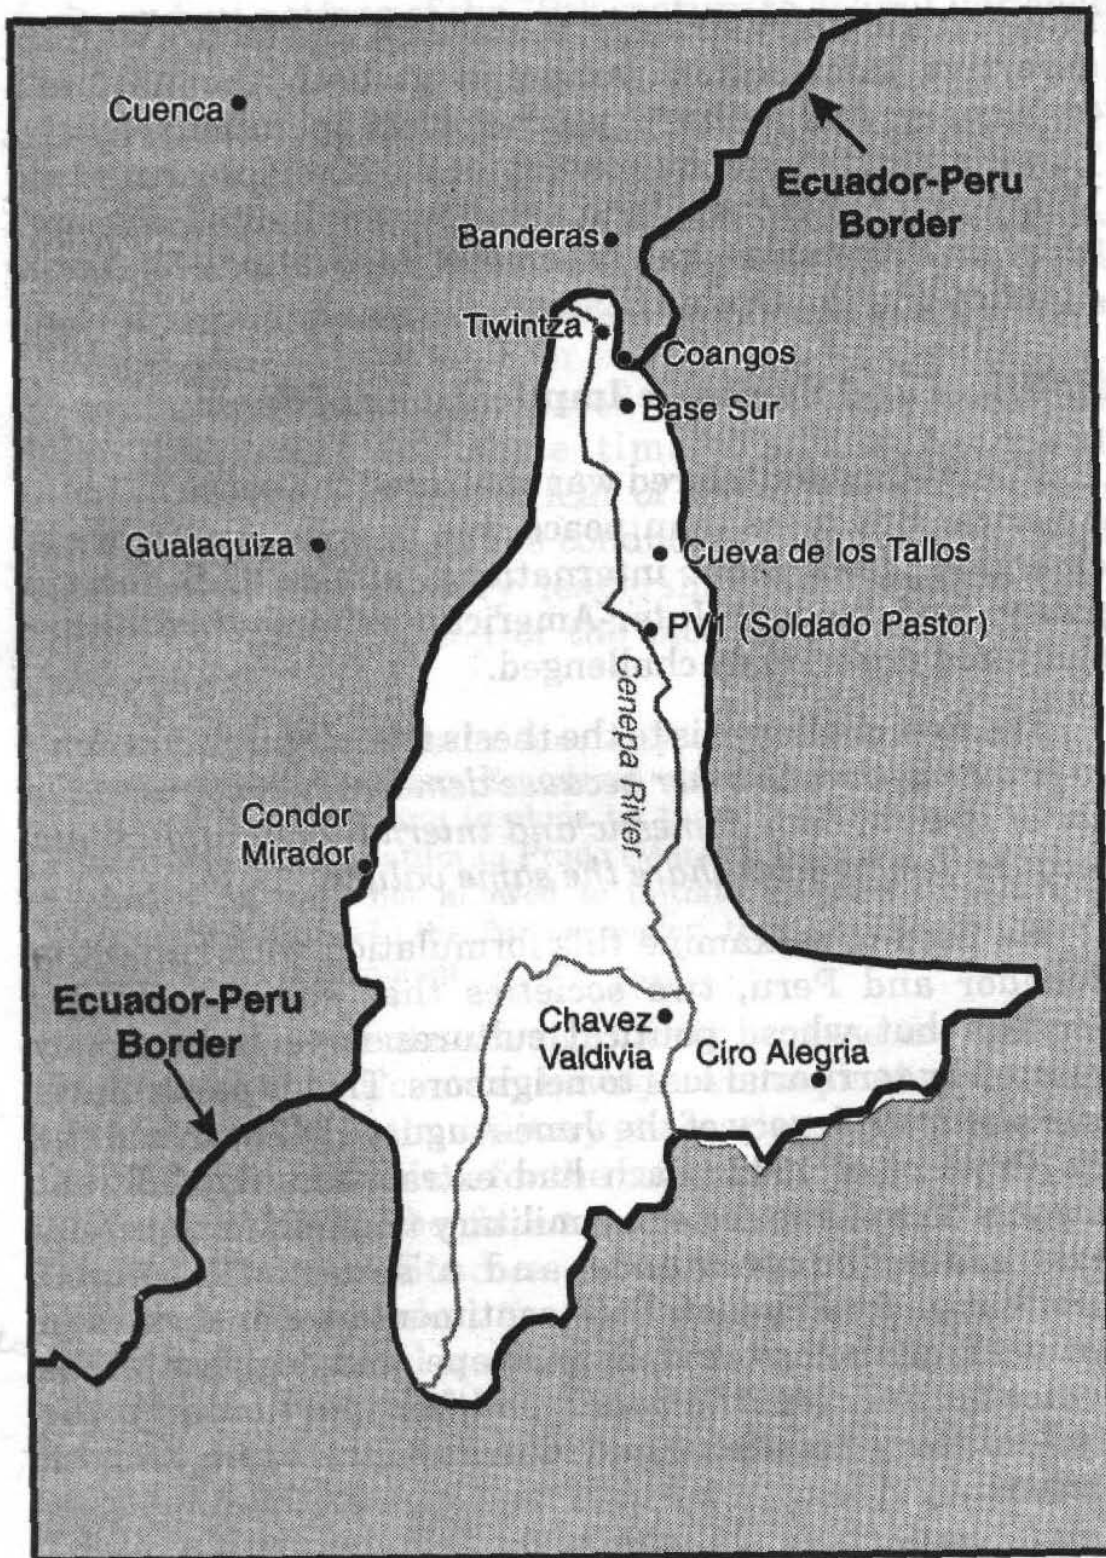 Cuenca
Ecuador-Peru
Border
Banderas
Tiwintza
Coangos
Base Sur
Gualaquiza
Cueva de los Tallos
PV1 (Soldado Pastor)
Cenepa River
Condor
Mirador
Ecuador-Peru
Border
Chavez
Valdivia
Ciro Alegria